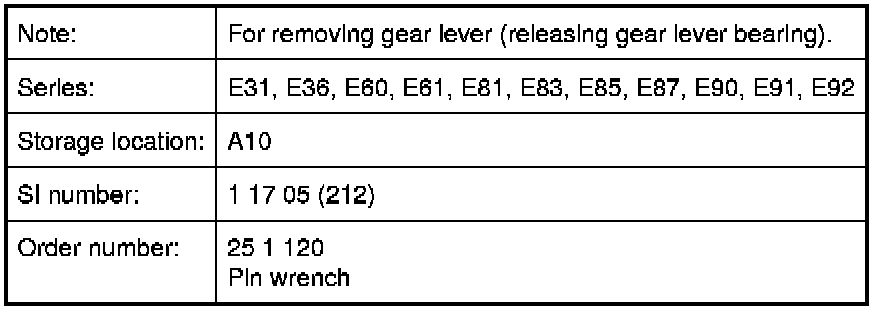 Note: For removing gear lever (releasing gear lever bearing).
Series: E31, E36, E60, E61, E81, E83, E85, E87, E90, E91, E92
Storage location: A10
SI number: 1 17 05 (212)
Order number: 25 1 120
Pin wrench